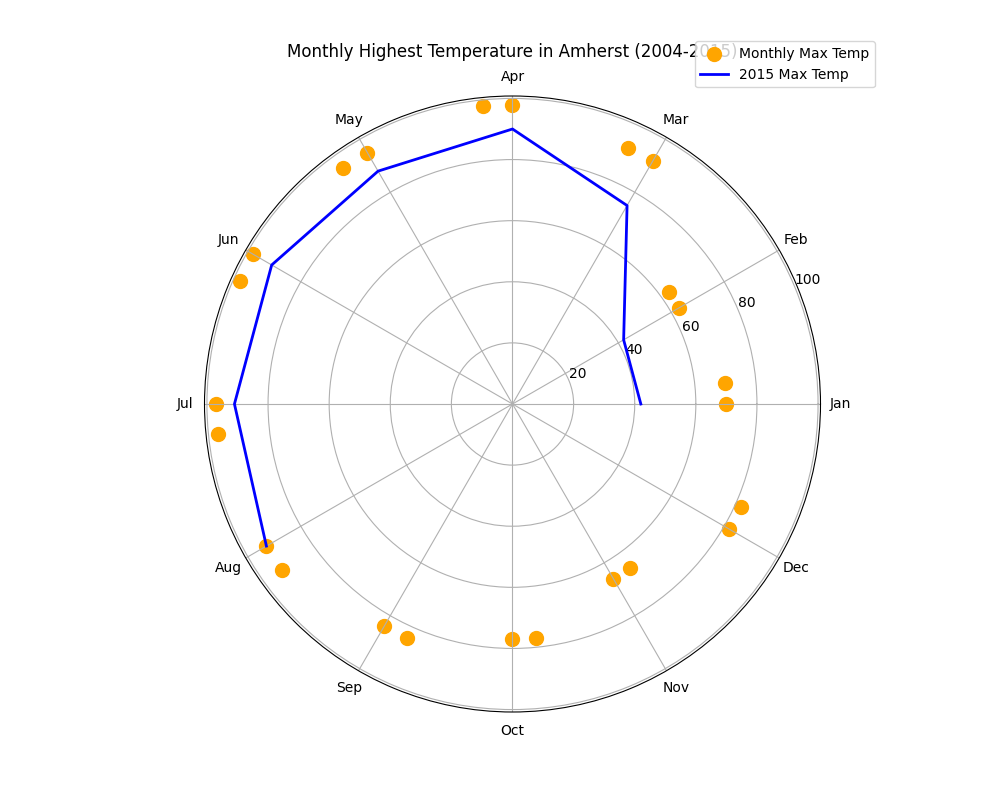 Monthly Highest Temperature in Amherst (2004-2015)
Monthly Max Temp
2015 Max Temp
Apr
May
Mar
Jun
Feb
100
80
60
40
20
Jul
Jan
Aug
Dec
Sep
Nov
Oct